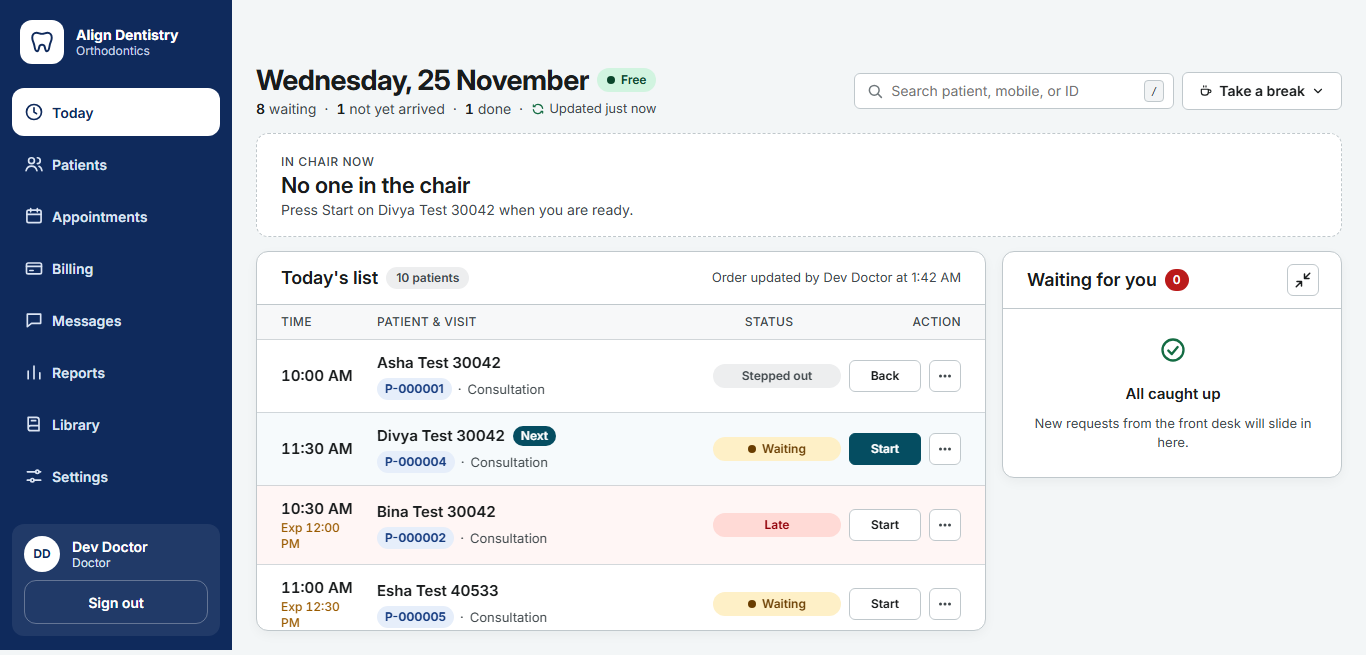 Align Dentistry
Orthodontics
Today
Patients
Appointments
Billing
Messages
Reports
Library
Settings
DD
Dev Doctor
Doctor
Sign out
Wednesday, 25 November
Free
8 waiting · 1 not yet arrived · 1 done · Updated just now
Search patient, mobile, or ID
/
Take a break
IN CHAIR NOW
No one in the chair
Press Start on Divya Test 30042 when you are ready.
Today's list
10 patients
Order updated by Dev Doctor at 1:42 AM
TIME PATIENT & VISIT STATUS ACTION
10:00 AM
Asha Test 30042
P-000001 · Consultation
Stepped out
Back
11:30 AM
Divya Test 30042 Next
P-000004 · Consultation
Waiting
Start
10:30 AM
Exp 12:00
PM
Bina Test 30042
P-000002 · Consultation
Late
Start
11:00 AM
Exp 12:30
PM
Esha Test 40533
P-000005 · Consultation
Waiting
Start
Waiting for you 0
All caught up
New requests from the front desk will slide in
here.